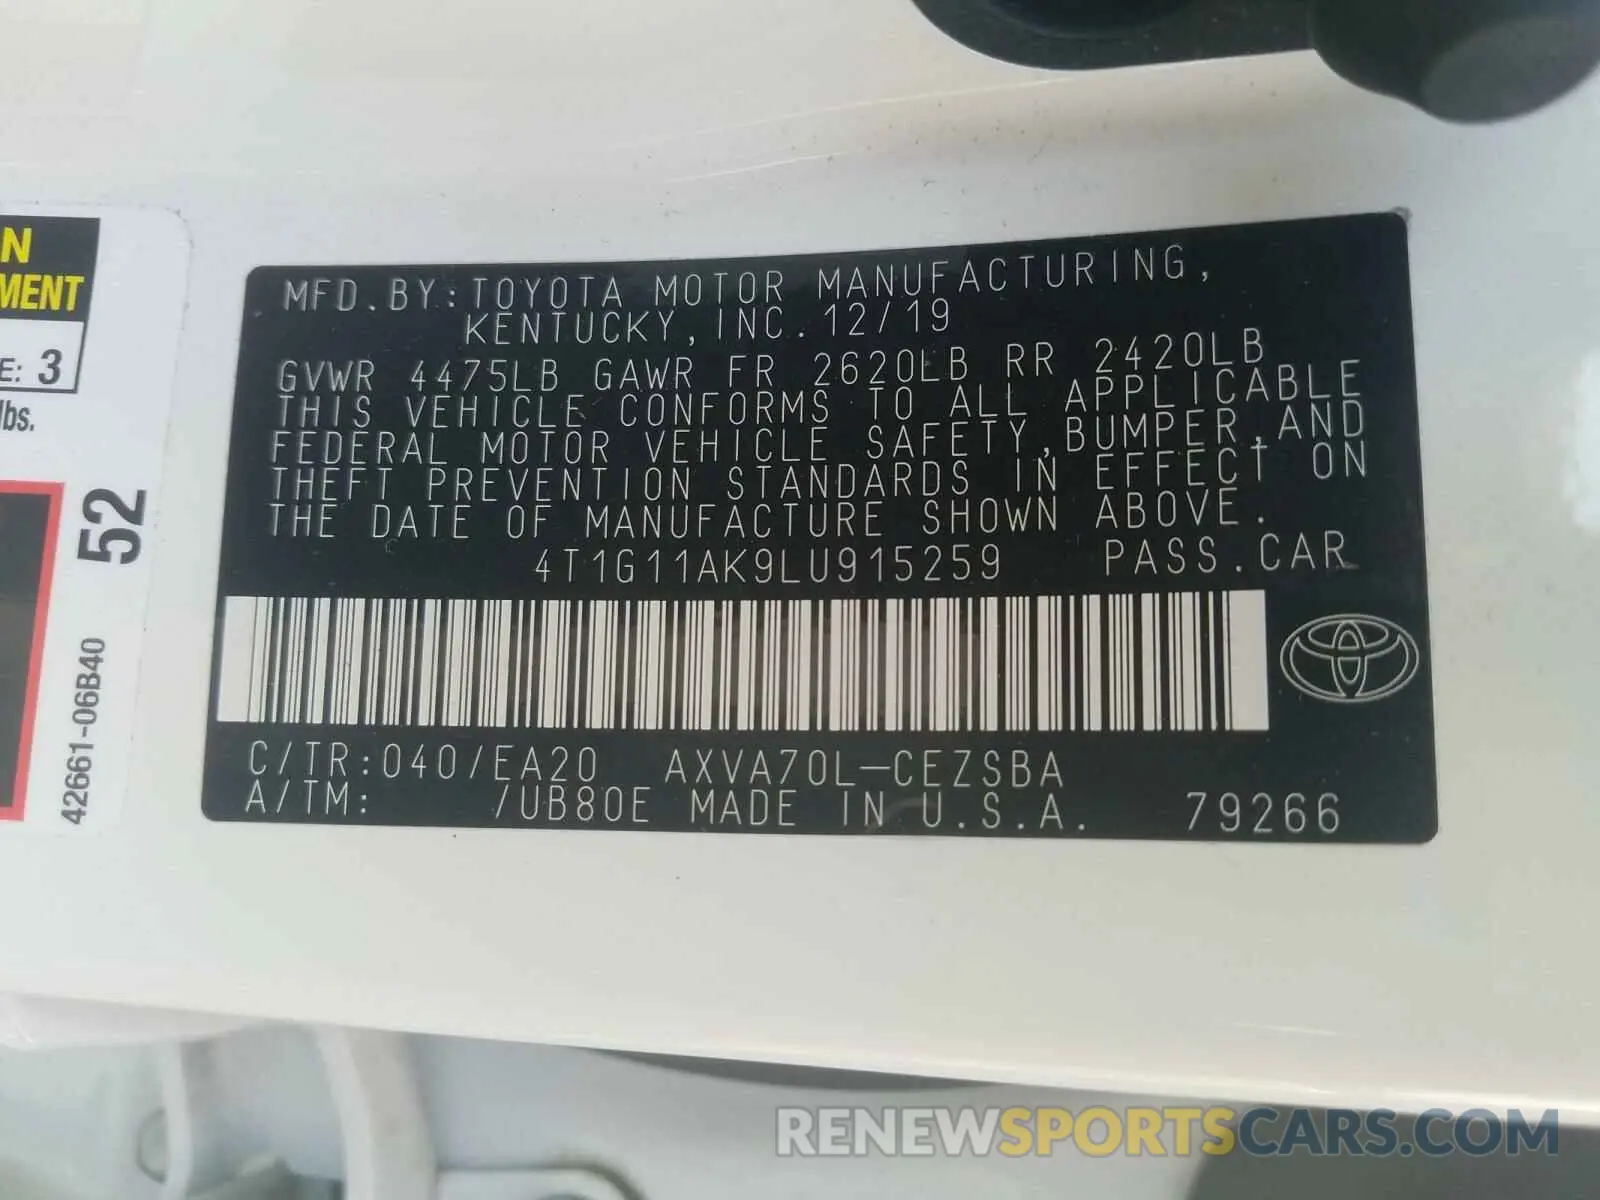 MFD.BY:TOYOTA MOTOR MANUFACTURING,
KENTUCKY,INC.12/19
GVWR 4475LB GAWR FR 2620LB RR 2420LB
THIS VEHICLE CONFORMS TO ALL APPLICABLE
FEDERAL MOTOR VEHICLE SAFETY,BUMPER,AND
THEFT PREVENTION STANDARDS IN EFFECT ON
THE DATE OF MANUFACTURE SHOWN ABOVE.
4T1G11AK9LU915259 PASS.CAR
C/TR:040/EA20 AXVA70L-CEZSBA
A/TM: /UB80E MADE IN U.S.A. 79266
N
MENT
E: 3
lbs.
52
42661-06B40
RENEWSPORTSCARS.COM